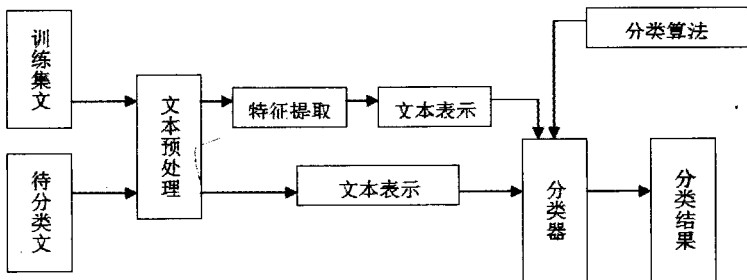 训练集文
分类算法
文本预处理
特征提取
文本表示
待分类文
文本表示
分类器
分类结果